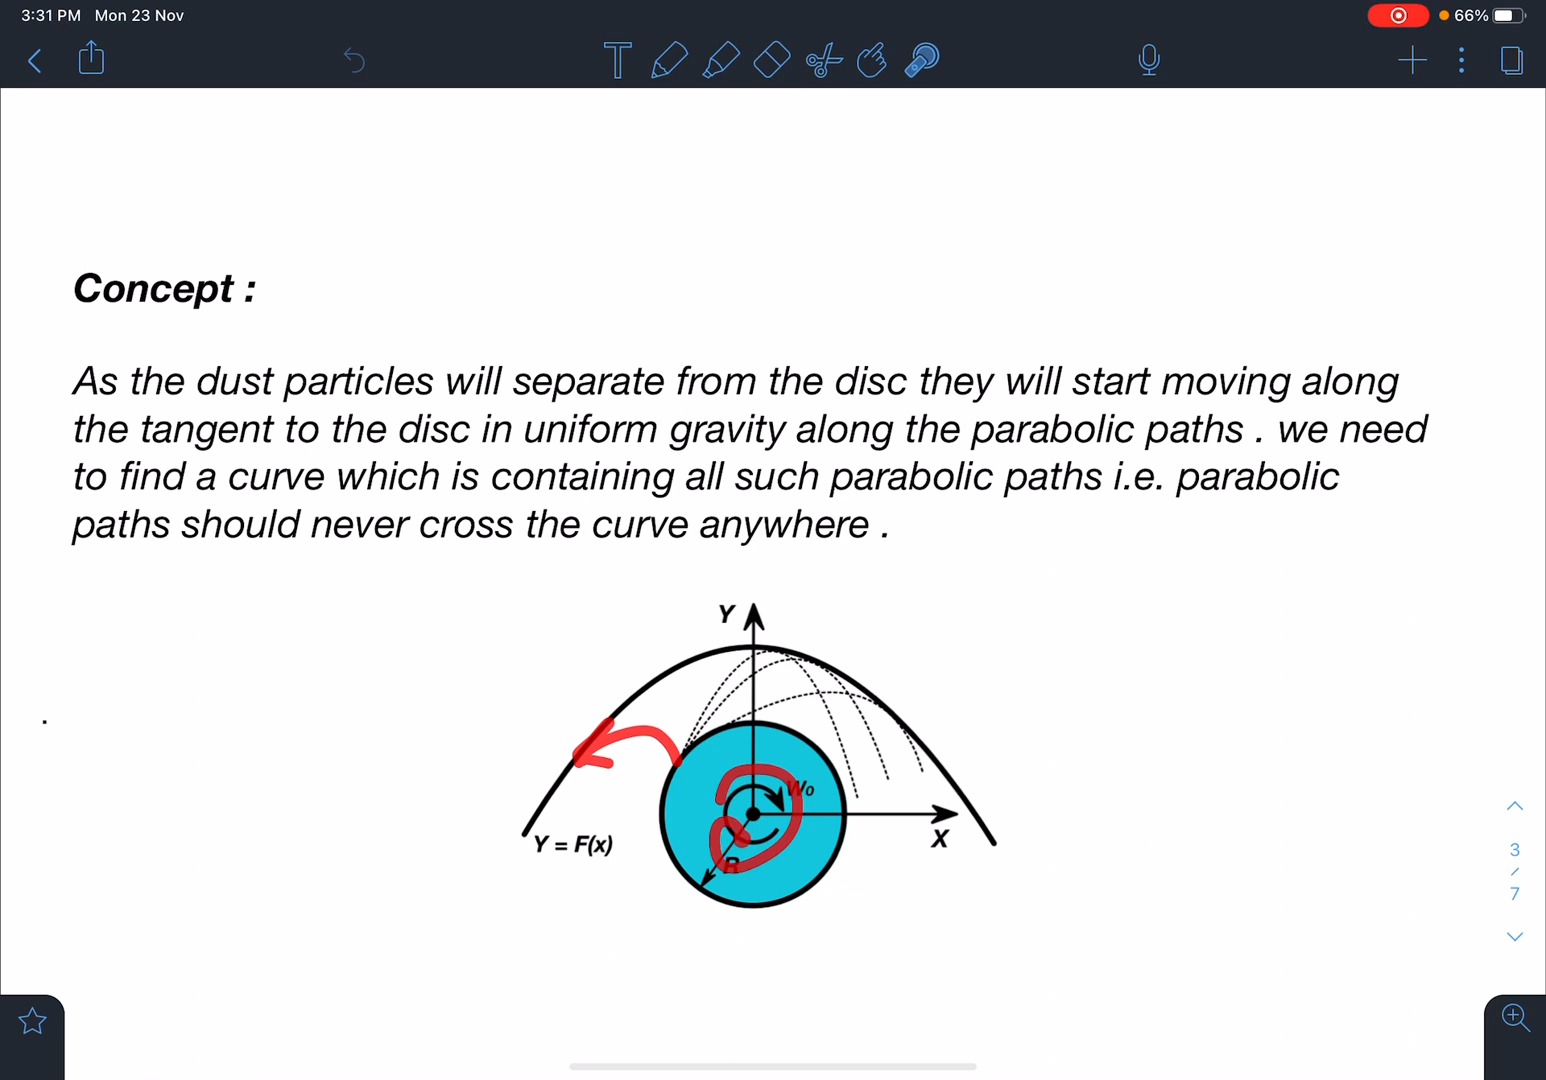 3:31 PM Mon 23 Nov
66%
T
Concept :
As the dust particles will separate from the disc they will start moving along
the tangent to the disc in uniform gravity along the parabolic paths . we need
to find a curve which is containing all such parabolic paths i.e. parabolic
paths should never cross the curve anywhere .
Y
W₀
X
Y = F(x)
R
3
/
7